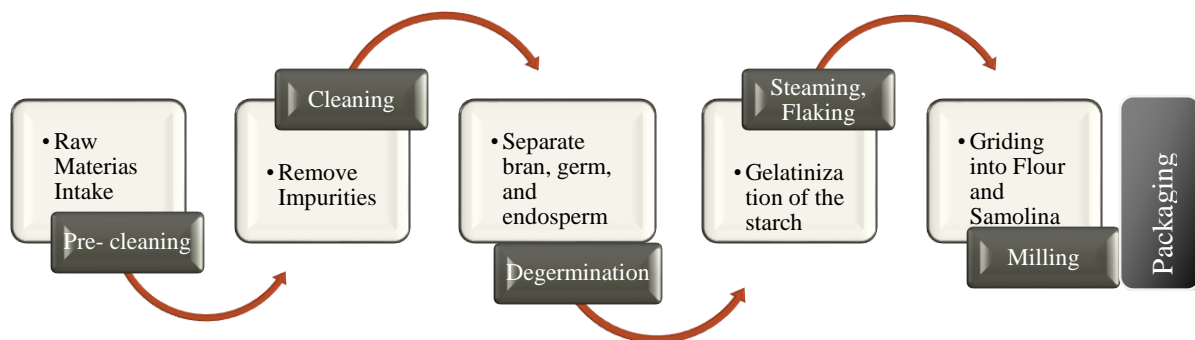 • Raw
Materias
Intake
Pre- cleaning
Cleaning
• Remove
Impurities
• Separate
bran, germ,
and
endosperm
Degermination
Steaming,
Flaking
• Gelatiniza
tion of the
starch
• Griding
into Flour
and
Samolina
Milling
Packaging